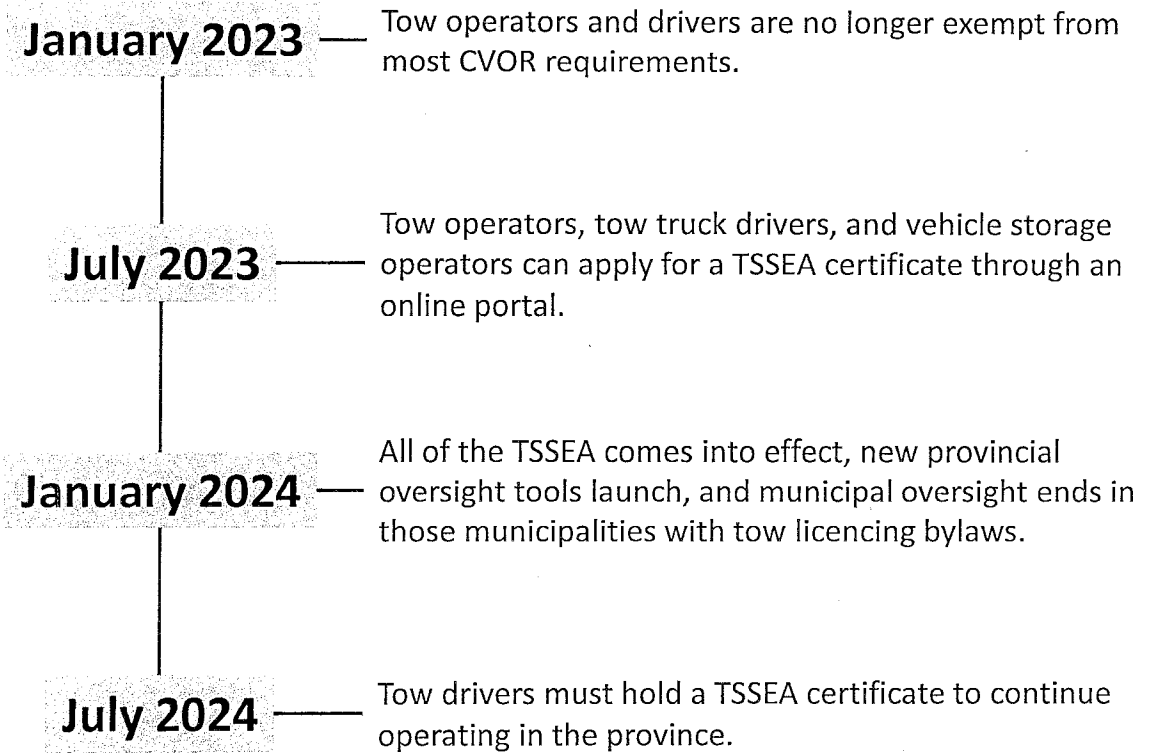 January 2023
Tow operators and drivers are no longer exempt from
most CVOR requirements.
July 2023
Tow operators, tow truck drivers, and vehicle storage
operators can apply for a TSSEA certificate through an
online portal.
January 2024
All of the TSSEA comes into effect, new provincial
oversight tools launch, and municipal oversight ends in
those municipalities with tow licencing bylaws.
July 2024
Tow drivers must hold a TSSEA certificate to continue
operating in the province.